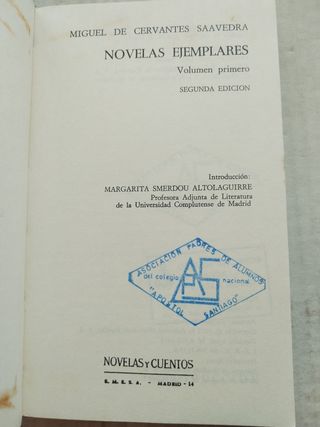 MIGUEL DE CERVANTES SAAVEDRA
NOVELAS EJEMPLARES
Volumen primero
SEGUNDA EDICION
Introducción:
MARGARITA SMERDOU ALTOLAGUIRRE
Profesora Adjunta de Literatura
de la Universidad Complutense de Madrid
ASOCIACION PADRES DE ALUMNOS
del colegio nacional
APS
"APOSTOL SANTIAGO"
NOVELAS Y CUENTOS
E. M. E. S. A. - MADRID - 14